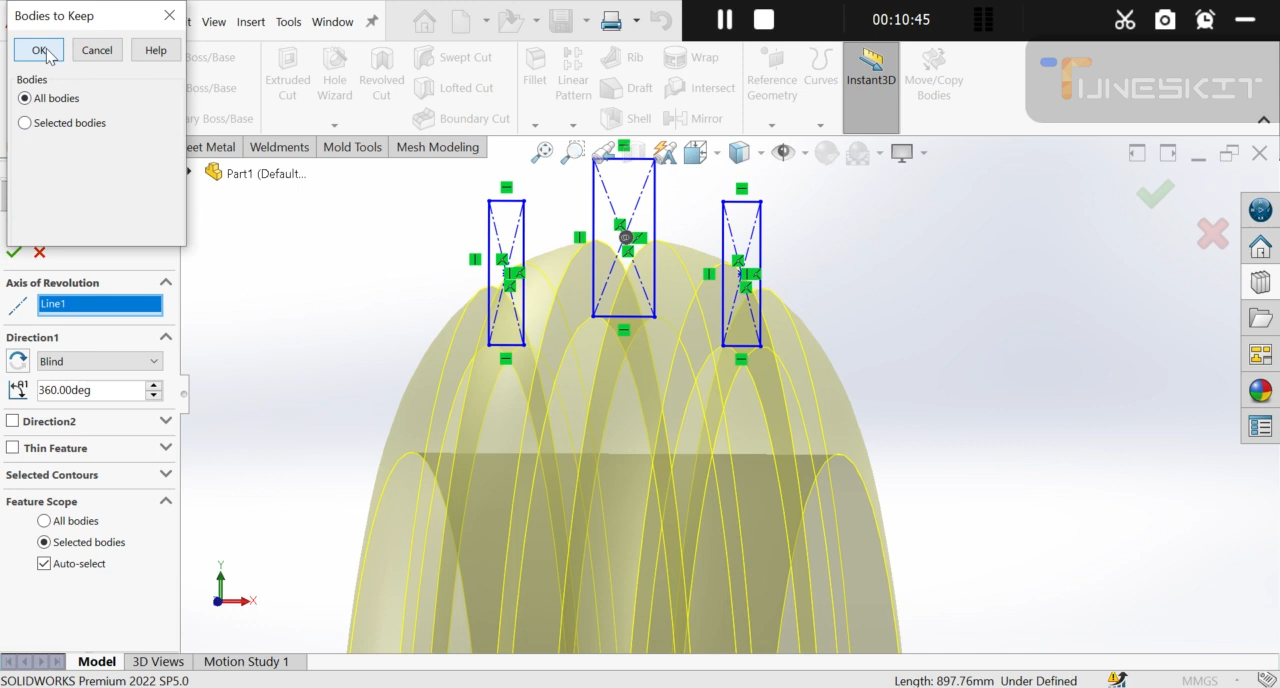 Bodies to Keep
View Insert Tools Window
00:10:45
OK Cancel Help
Bodies
All bodies
Selected bodies
Boss/Base
Boss/Base
ary Boss/Base
Extruded Cut
Hole Wizard
Revolved Cut
Swept Cut
Lofted Cut
Boundary Cut
Fillet
Linear Pattern
Rib
Draft
Shell
Wrap
Intersect
Mirror
Reference Geometry
Curves
Instant3D
Move/Copy Bodies
TUNESKIT
eet Metal Weldments Mold Tools Mesh Modeling
Part1 (Default...
Axis of Revolution
Line1
Direction1
Blind
360.00deg
Direction2
Thin Feature
Selected Contours
Feature Scope
All bodies
Selected bodies
Auto-select
Y
X
Model 3D Views Motion Study 1
SOLIDWORKS Premium 2022 SP5.0
Length: 897.76mm Under Defined MMGS